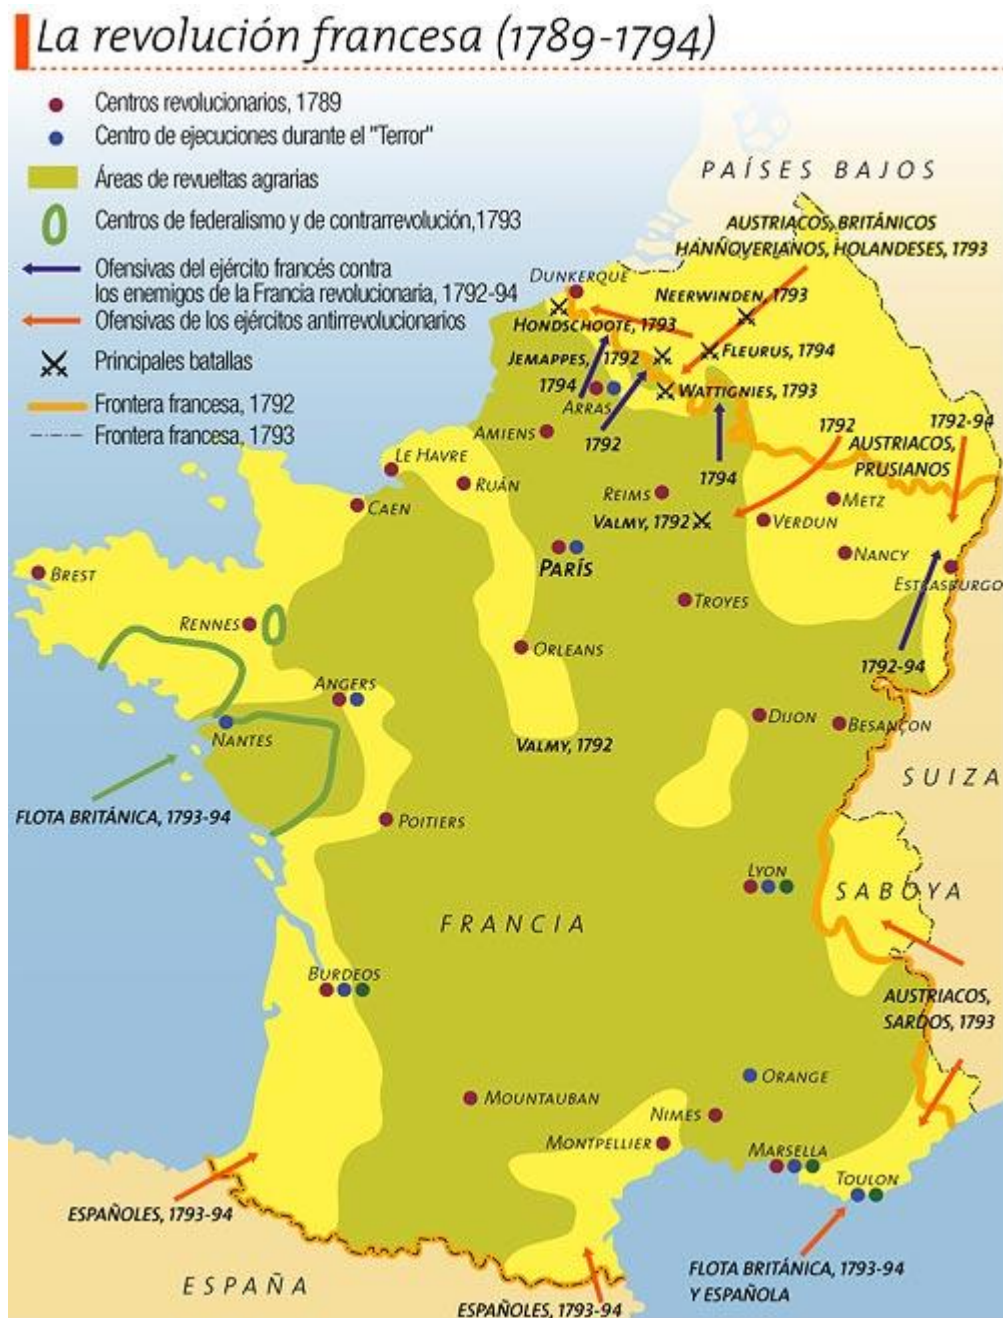 La revolución francesa (1789-1794)
Centros revolucionarios, 1789
Centro de ejecuciones durante el "Terror"
Áreas de revueltas agrarias
Centros de federalismo y de contrarrevolución,1793
Ofensivas del ejército francés contra
los enemigos de la Francia revolucionaria, 1792-94
Ofensivas de los ejércitos antirrevolucionarios
Principales batallas
Frontera francesa, 1792
Frontera francesa, 1793
PAÍSES BAJOS
AUSTRIACOS, BRITÁNICOS
HANÑOVERIANOS, HOLANDESES, 1793
DUNKERQUE
NEERWINDEN, 1793
HONDSCHOOTE, 1793
JEMAPPES, 1792
FLEURUS, 1794
1794
WATTIGNIES, 1793
ARRAS
1792
1794
1792
1792-94
AUSTRIACOS,
PRUSIANOS
AMIENS
LE HAVRE
RUÁN
CAEN
REIMS
VALMY, 1792
METZ
VERDUN
NANCY
ESTRASBURGO
PARÍS
BREST
TROYES
RENNES
ORLEANS
1792-94
ANGERS
DIJON
BESANÇON
NANTES
VALMY, 1792
SUIZA
FLOTA BRITÁNICA, 1793-94
POITIERS
LYON
SABOYA
FRANCIA
BURDEOS
AUSTRIACOS,
SARDOS, 1793
ORANGE
MOUNTAUBAN
NIMES
MONTPELLIER
MARSELLA
TOULON
ESPAÑOLES, 1793-94
FLOTA BRITÁNICA, 1793-94
Y ESPAÑOLA
ESPAÑA
ESPAÑOLES, 1793-94